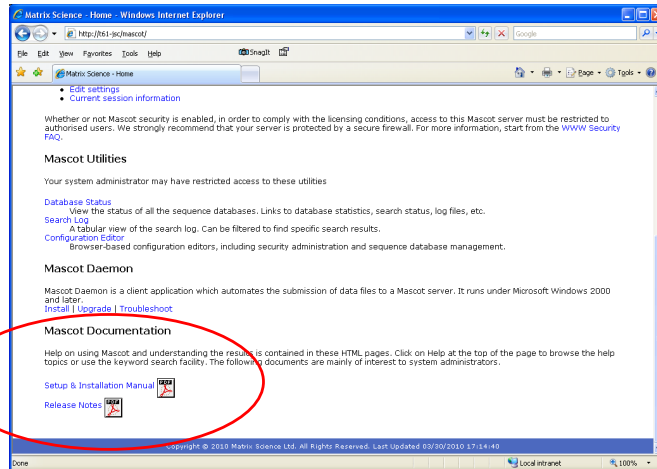 Matrix Science - Home - Windows Internet Explorer
http://t61-jsc/mascot/
Google
File Edit View Favorites Tools Help
SnagIt
Matrix Science - Home
Page
Tools
Edit settings
Current session information
Whether or not Mascot security is enabled, in order to comply with the licensing conditions, access to this Mascot server must be restricted to
authorised users. We strongly recommend that your server is protected by a secure firewall. For more information, start from the WWW Security
FAQ.
Mascot Utilities
Your system administrator may have restricted access to these utilities
Database Status
View the status of all the sequence databases. Links to database statistics, search status, log files, etc.
Search Log
A tabular view of the search log. Can be filtered to find specific search results.
Configuration Editor
Browser-based configuration editors, including security administration and sequence database management.
Mascot Daemon
Mascot Daemon is a client application which automates the submission of data files to a Mascot server. It runs under Microsoft Windows 2000
and later.
Install | Upgrade | Troubleshoot
Mascot Documentation
Help on using Mascot and understanding the results is contained in these HTML pages. Click on Help at the top of the page to browse the help
topics or use the keyword search facility. The following documents are mainly of interest to system administrators.
Setup & Installation Manual PDF
Release Notes PDF
Copyright © 2010 Matrix Science Ltd. All Rights Reserved. Last Updated 03/30/2010 17:14:40
Done
Local intranet
100%